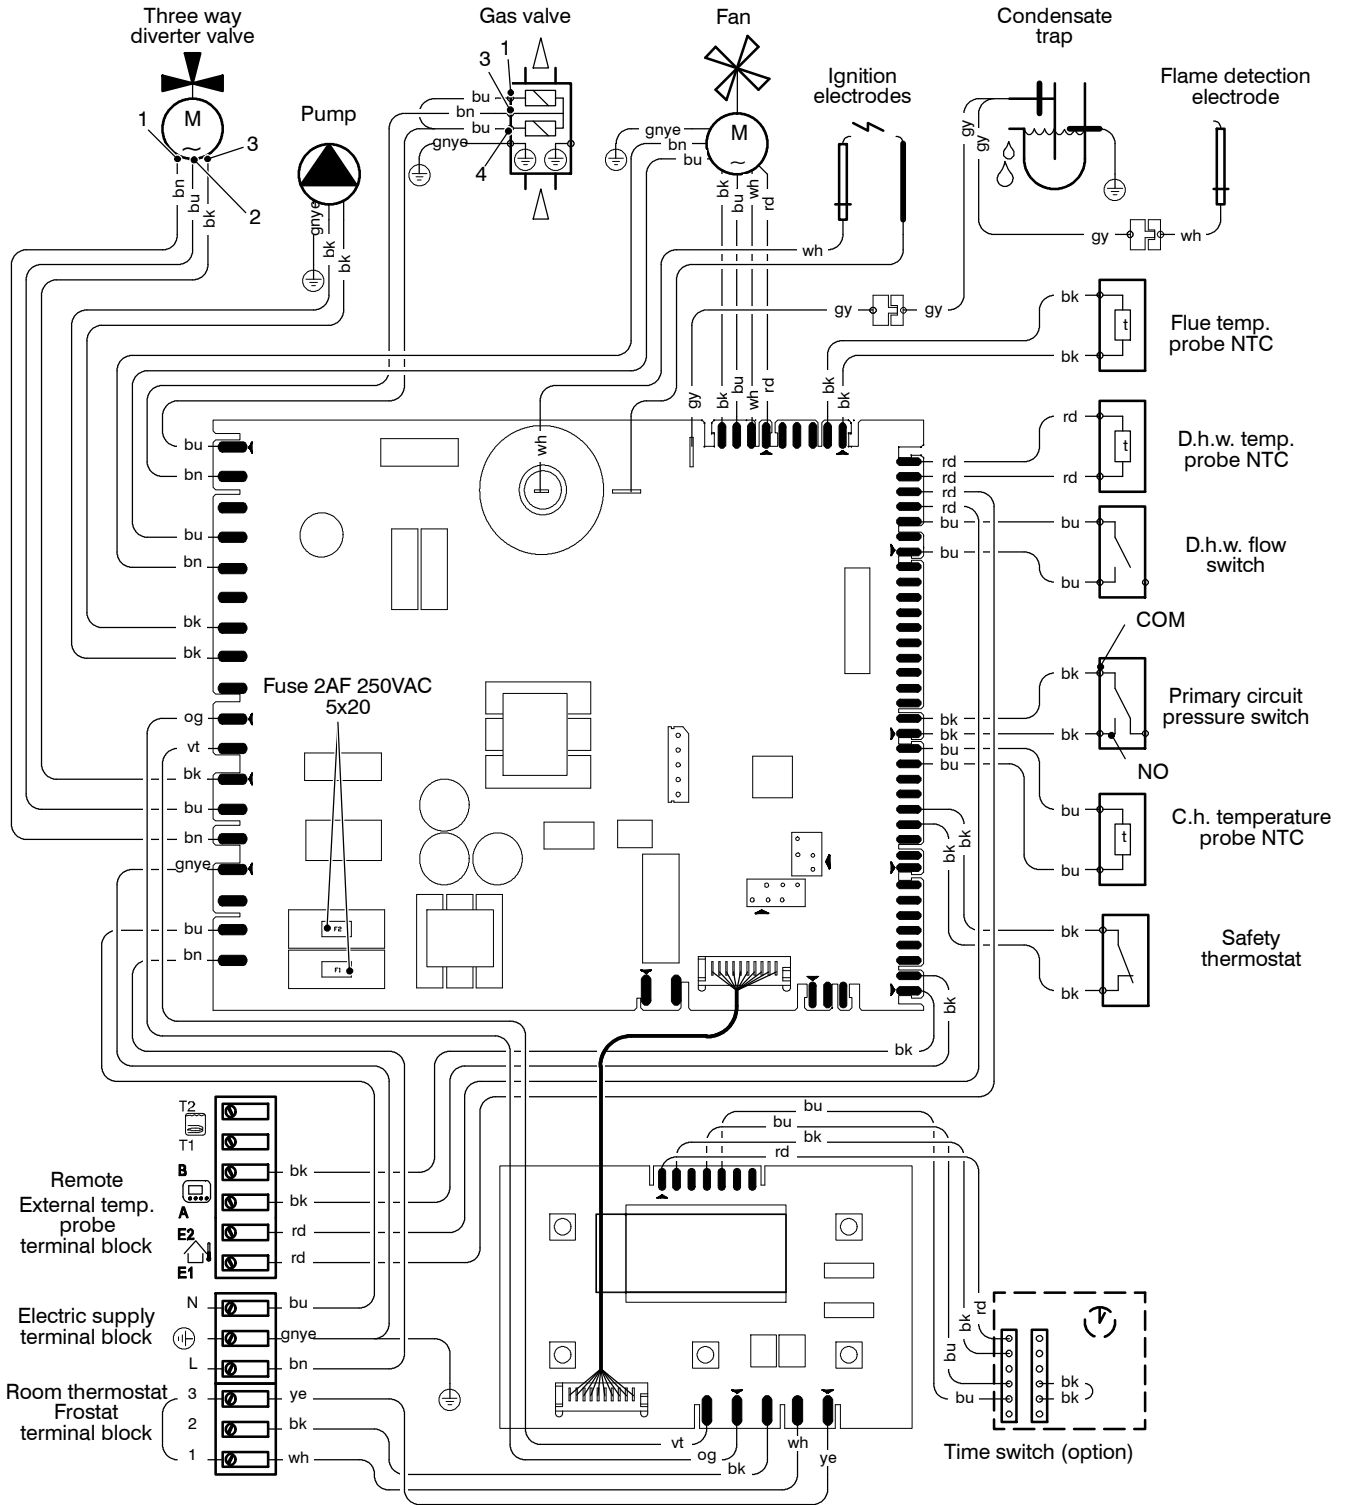 Three way
diverter valve
Gas valve
Fan
Condensate
trap
Ignition
electrodes
Flame detection
electrode
Pump
M
~
1
3
2
bn
bu
bk
gnye
bk
bk
1
3
4
bu
bn
bu
gnye
gnye
bn
bu
M
~
bk
bu
wh
rd
wh
gy
gy
gy
wh
gy
gy
bk
t
bk
Flue temp.
probe NTC
gy
bk
bu
wh
rd
bk
bk
wh
rd
t
rd
D.h.w. temp.
probe NTC
rd
rd
rd
rd
bu
bu
bu
bu
D.h.w. flow
switch
COM
bk
bk
Primary circuit
pressure switch
NO
bk
bk
bu
bu
bu
t
bu
C.h. temperature
probe NTC
bk
bk
bk
bk
Safety
thermostat
bk
bk
bu
bn
bu
bn
bk
bk
og
vt
bk
bu
bn
gnye
bu
bn
Fuse 2AF 250VAC
5x20
F2
F1
T2
T1
B
A
E2
E1
bk
bk
rd
rd
Remote
External temp.
probe
terminal block
N
L
bu
gnye
bn
Electric supply
terminal block
3
2
1
ye
bk
wh
Room thermostat
Frostat
terminal block
bu
bu
bk
rd
vt
og
bk
wh
ye
rd
bk
bu
bu
bk
bk
Time switch (option)